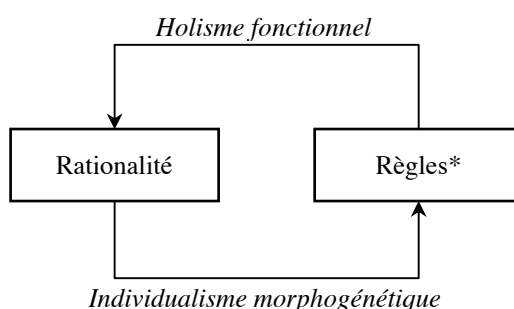 Holisme fonctionnel
Rationalité
Règles*
Individualisme morphogénétique